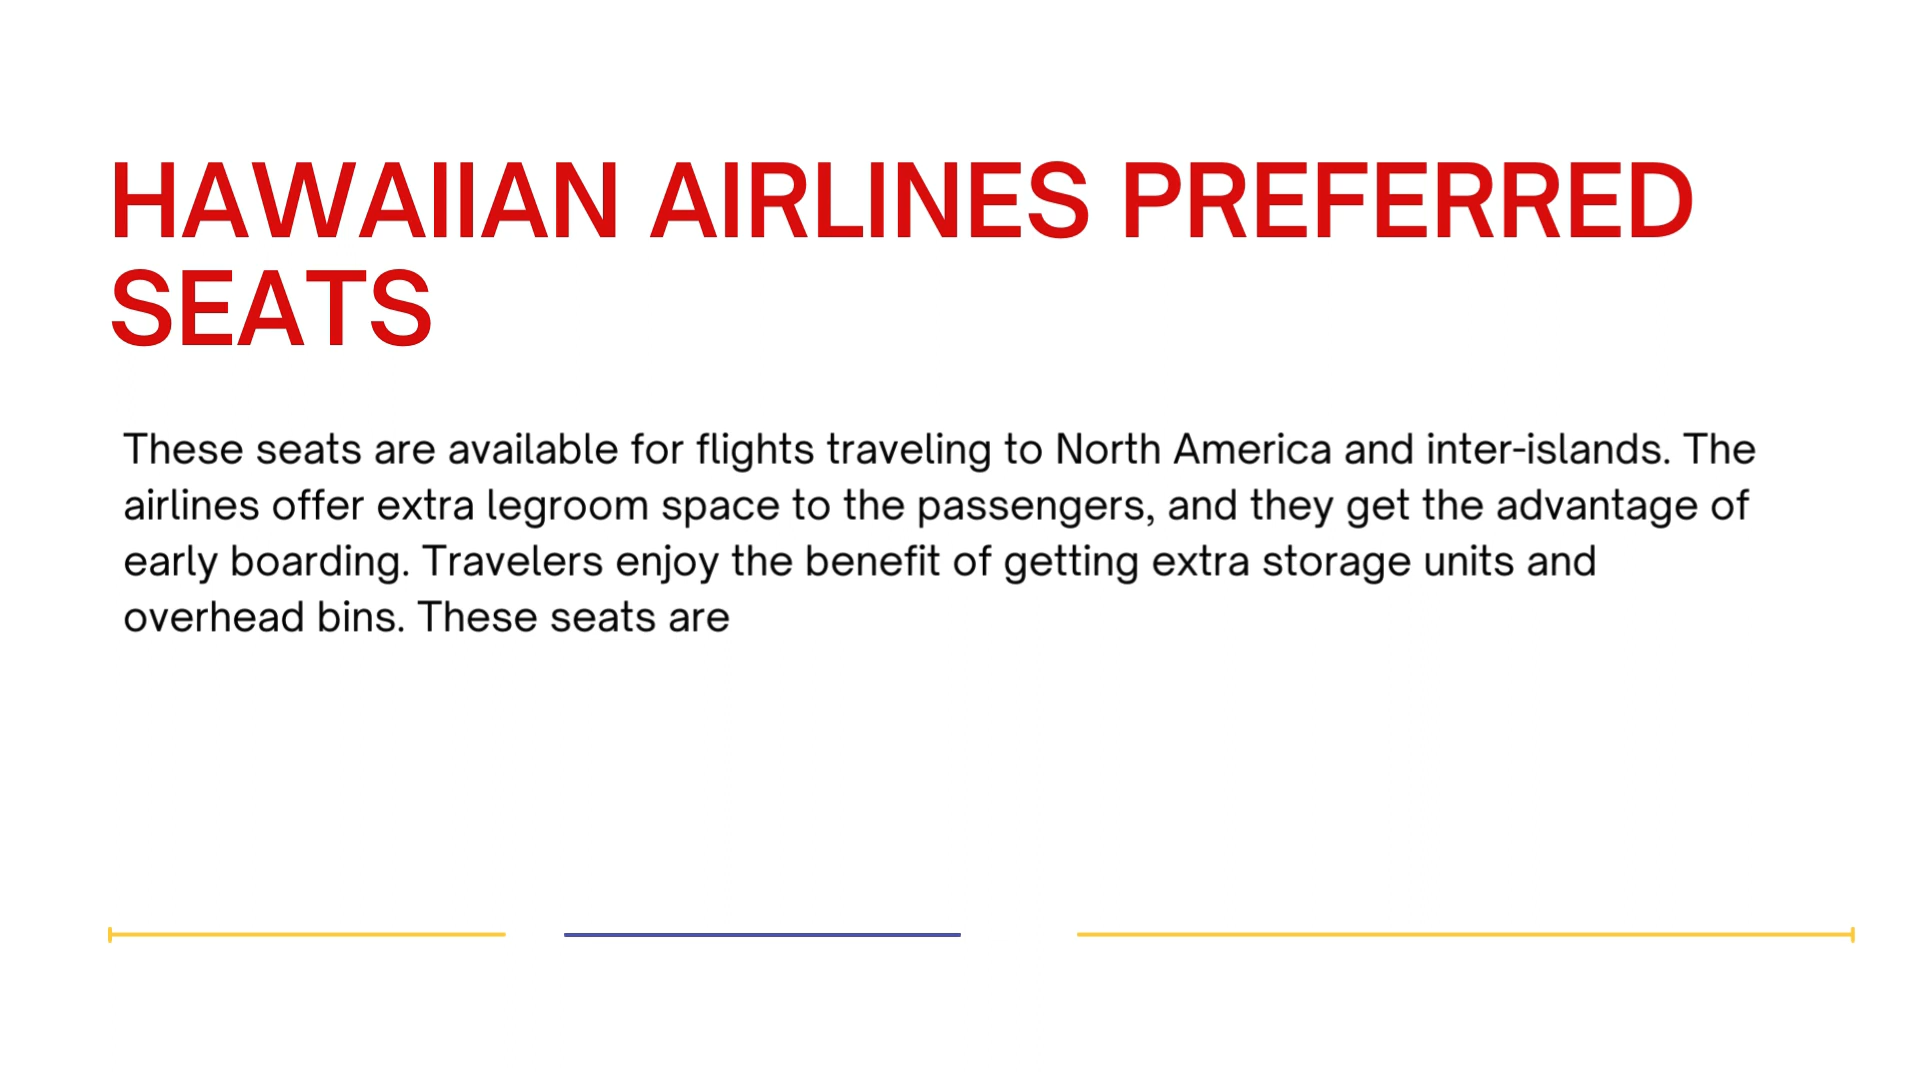 HAWAIIAN AIRLINES PREFERRED
SEATS
These seats are available for flights traveling to North America and inter-islands. The
airlines offer extra legroom space to the passengers, and they get the advantage of
early boarding. Travelers enjoy the benefit of getting extra storage units and
overhead bins. These seats are